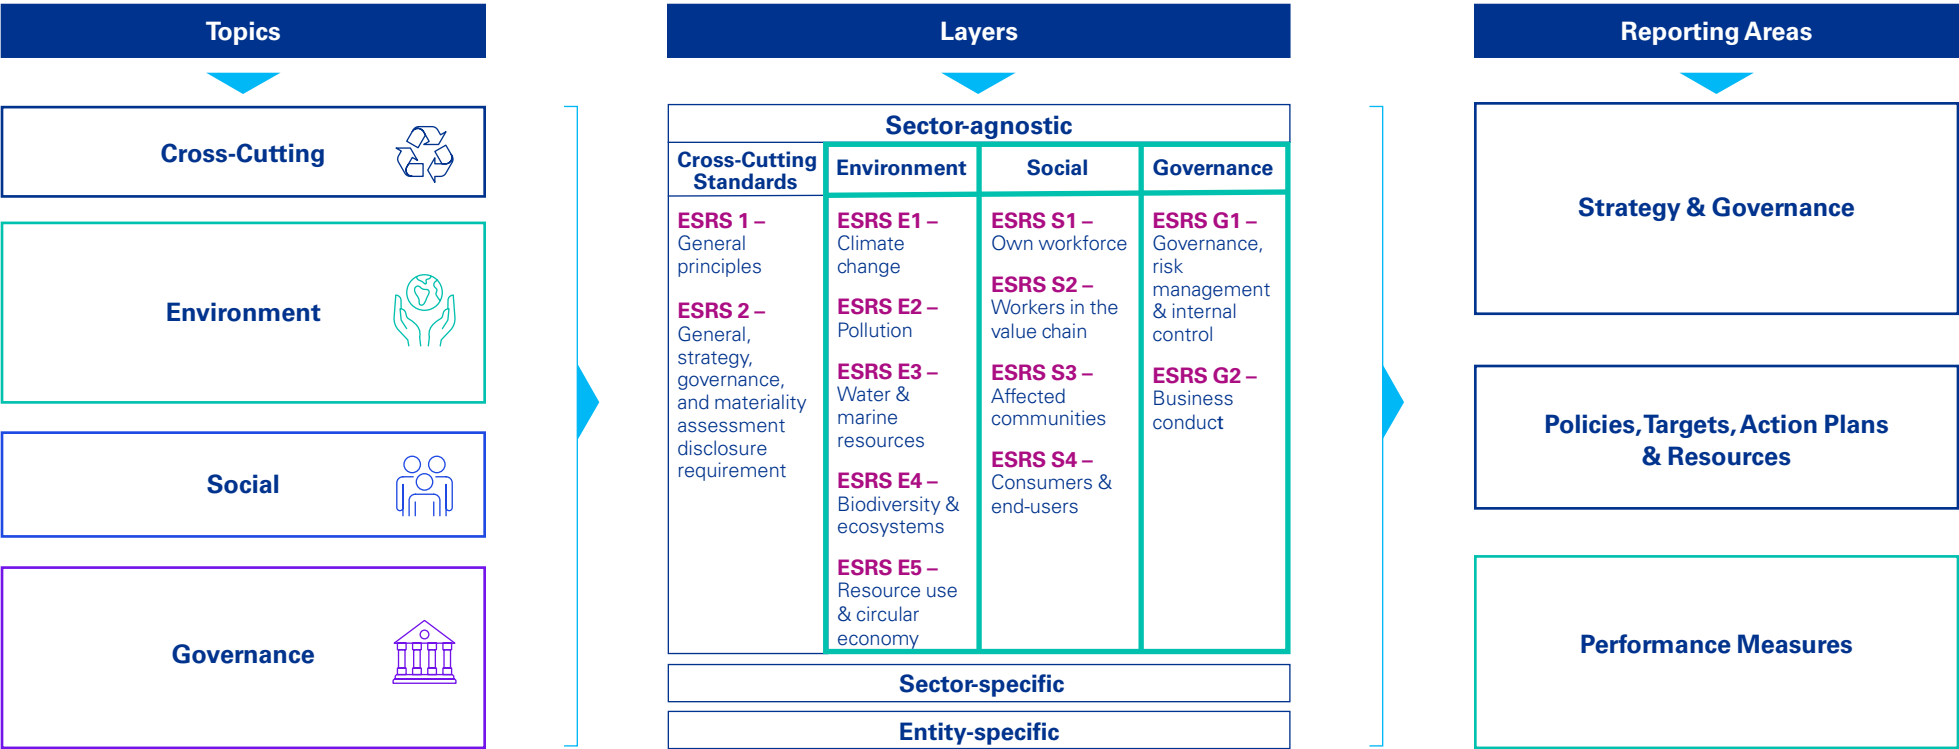 Topics
Cross-Cutting
Environment
Social
Governance
Layers
Sector-agnostic
Cross-Cutting
Standards
ESRS 1 –
General
principles
ESRS 2 –
General,
strategy,
governance,
and materiality
assessment
disclosure
requirement
Environment
ESRS E1 –
Climate
change
ESRS E2 –
Pollution
ESRS E3 –
Water &
marine
resources
ESRS E4 –
Biodiversity &
ecosystems
ESRS E5 –
Resource use
& circular
economy
Social
ESRS S1 –
Own workforce
ESRS S2 –
Workers in the
value chain
ESRS S3 –
Affected
communities
ESRS S4 –
Consumers &
end-users
Governance
ESRS G1 –
Governance,
risk
management
& internal
control
ESRS G2 –
Business
conduct
Sector-specific
Entity-specific
Reporting Areas
Strategy & Governance
Policies, Targets, Action Plans
& Resources
Performance Measures